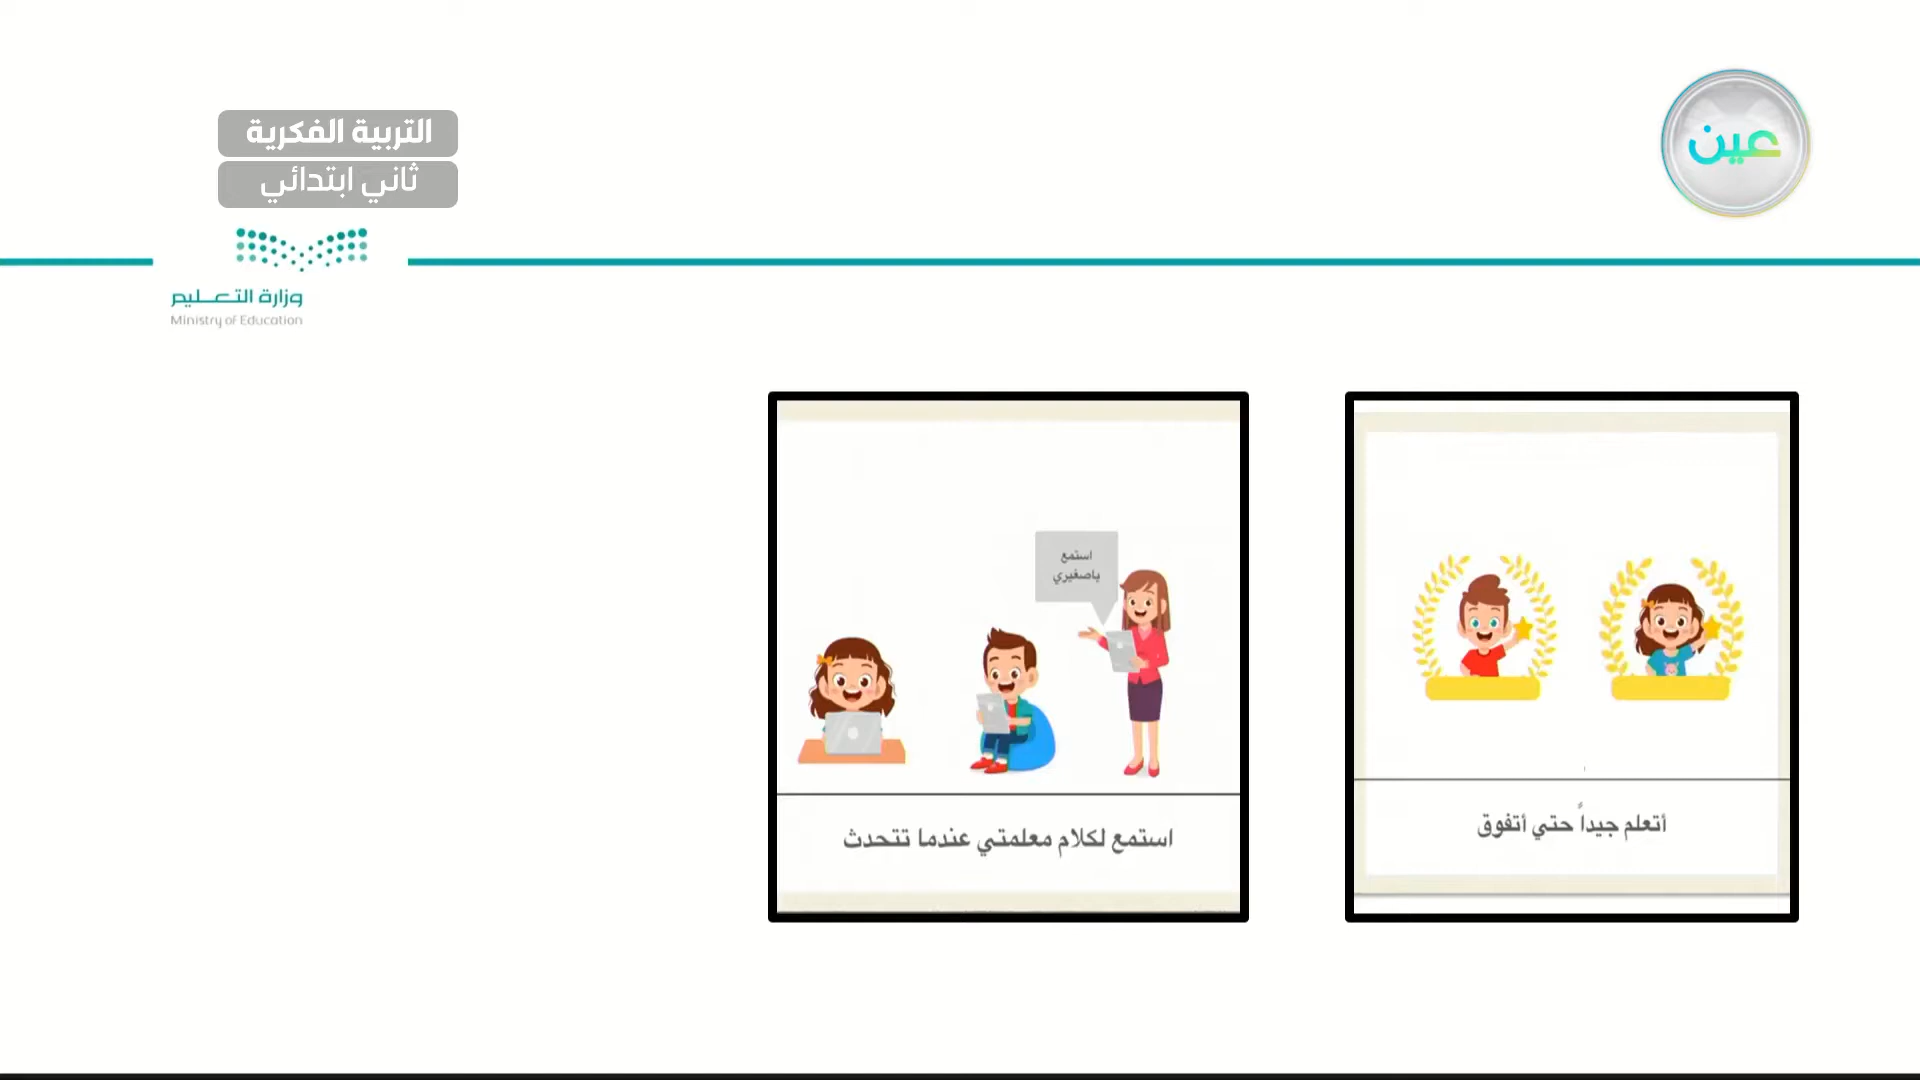 عين
التربية الفكرية
ثاني ابتدائي
وزارة التعليم
Ministry of Education
أتعلم جيداً حتي أتفوق
استمع
ياصغيري
استمع لكلام معلمتي عندما تتحدث